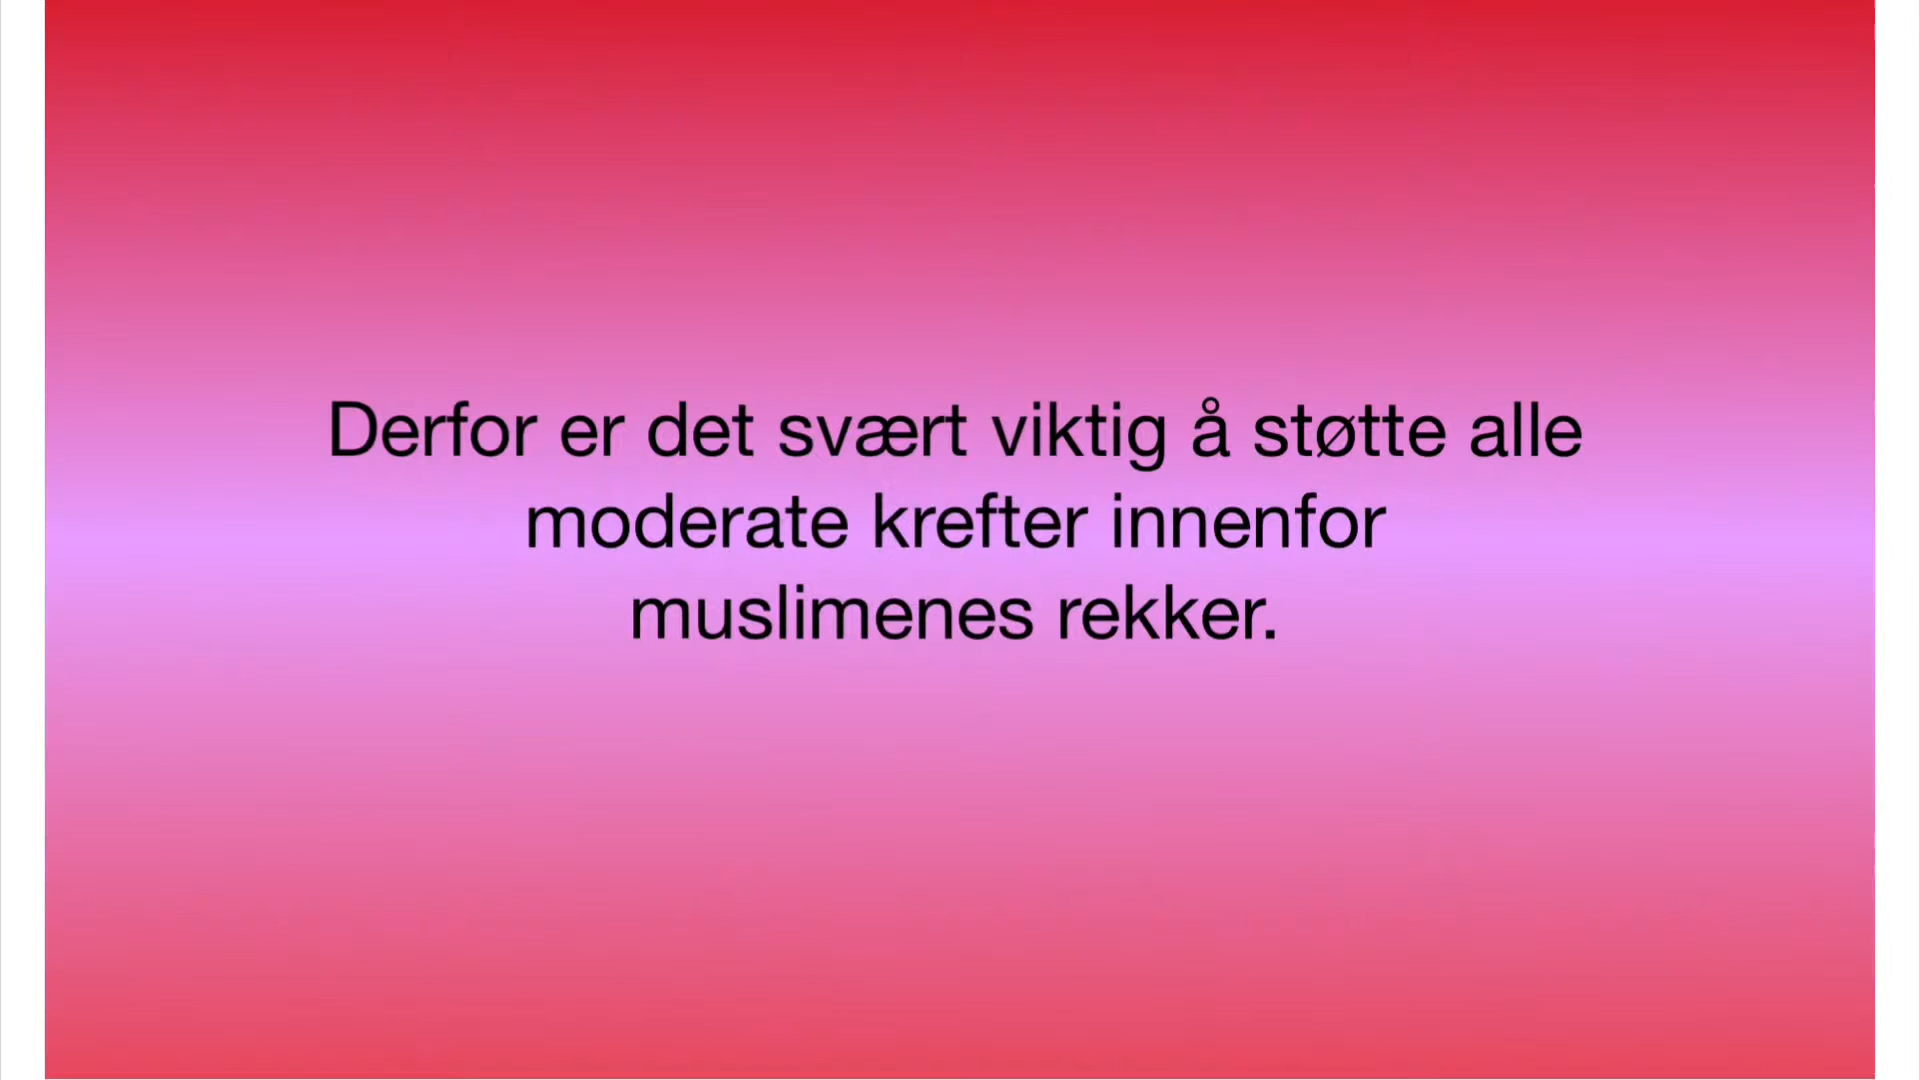 Derfor er det svært viktig å støtte alle
moderate krefter innenfor
muslimenes rekker.